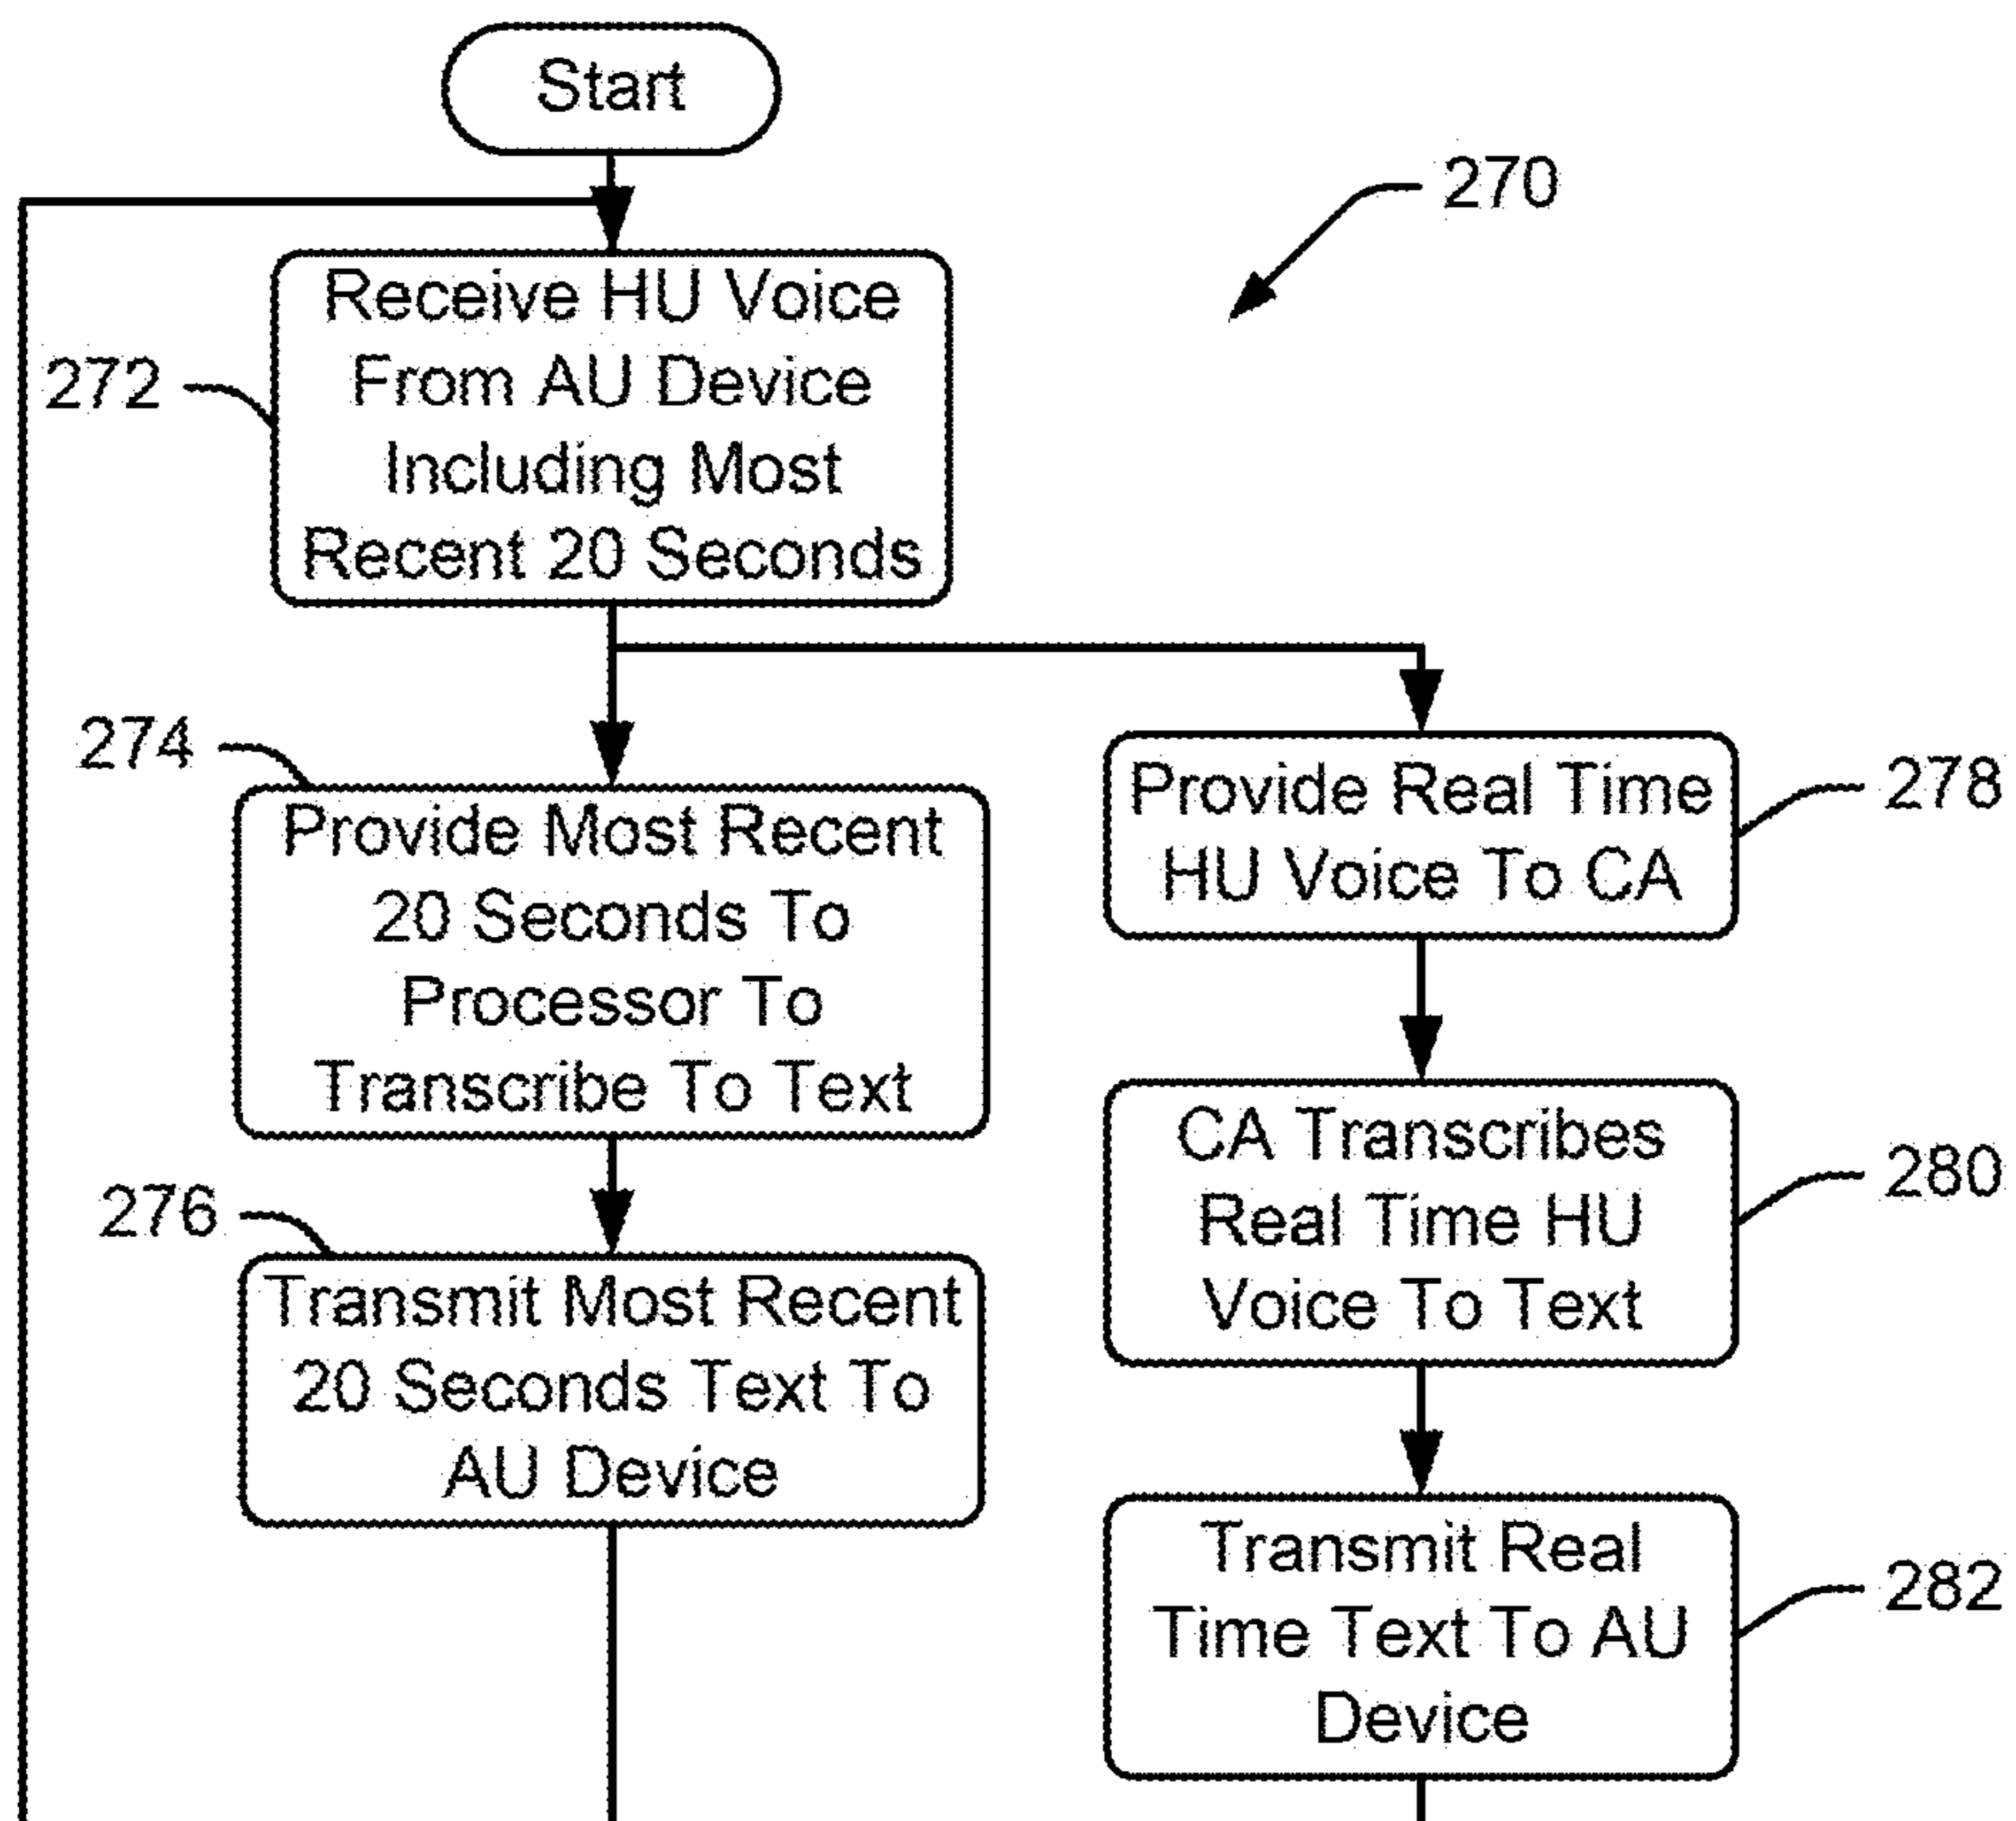 Start
270
Receive HU Voice
From AU Device
Including Most
Recent 20 Seconds
272
274
Provide Most Recent
20 Seconds To
Processor To
Transcribe To Text
276
Transmit Most Recent
20 Seconds Text To
AU Device
Provide Real Time
HU Voice To CA
278
CA Transcribes
Real Time HU
Voice To Text
280
Transmit Real
Time Text To AU
Device
282